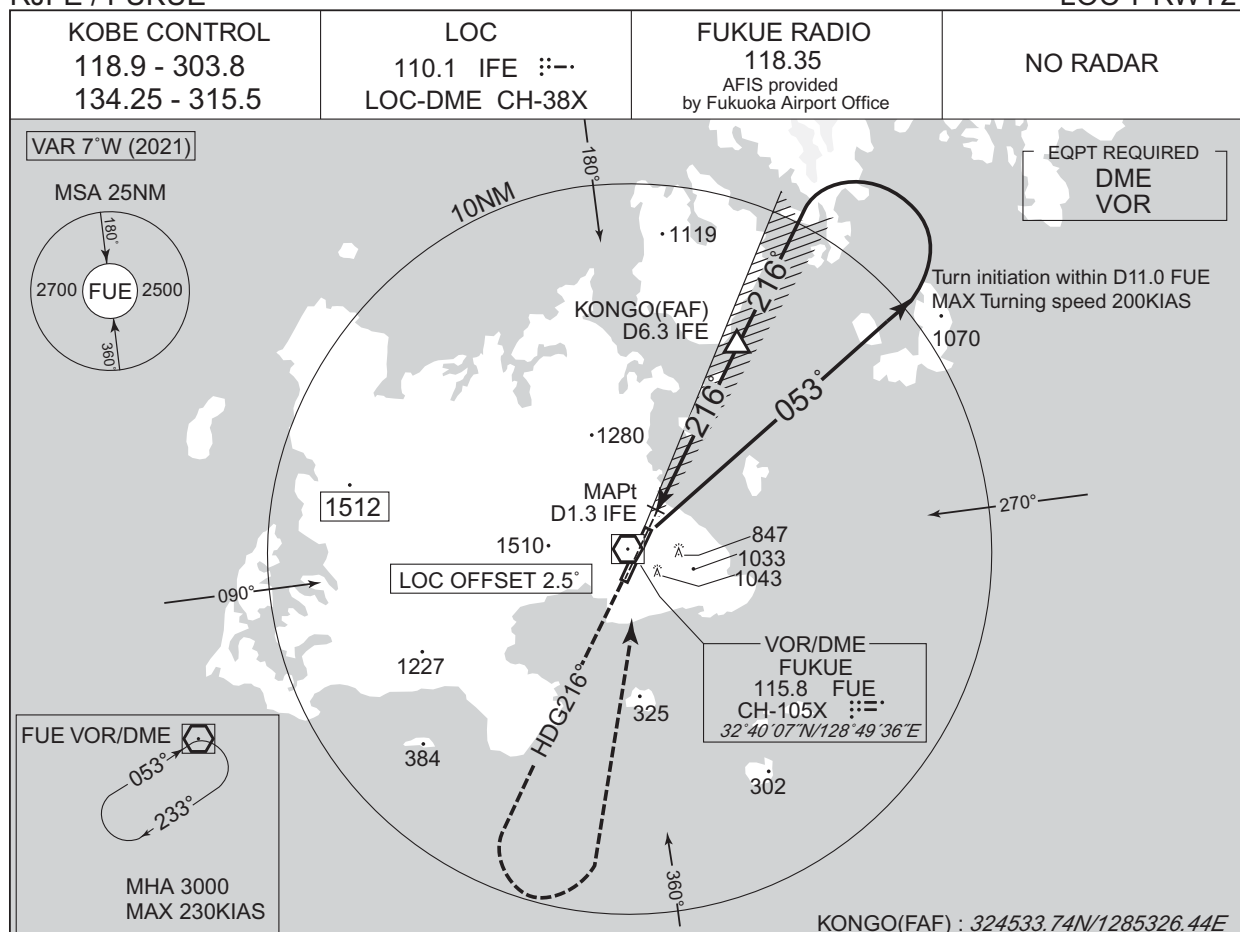 KOBE CONTROL
118.9 - 303.8
134.25 - 315.5
LOC
110.1 IFE
LOC-DME CH-38X
FUKUE RADIO
118.35
AFIS provided
by Fukuoka Airport Office
NO RADAR
VAR 7°W (2021)
MSA 25NM
180°
2700 FUE 2500
360°
10NM
180°
EQPT REQUIRED
DME
VOR
1119
216°
Turn initiation within D11.0 FUE
MAX Turning speed 200KIAS
KONGO(FAF)
D6.3 IFE
1070
216°
053°
1280
1512
MAPt
D1.3 IFE
270°
1510
847
1033
1043
LOC OFFSET 2.5°
090°
VOR/DME
FUKUE
115.8 FUE
CH-105X
32°40´07˝N/128°49´36˝E
1227
HDG216°
325
FUE VOR/DME
053°
233°
384
302
360°
MHA 3000
MAX 230KIAS
KONGO(FAF) : 324533.74N/1285326.44E